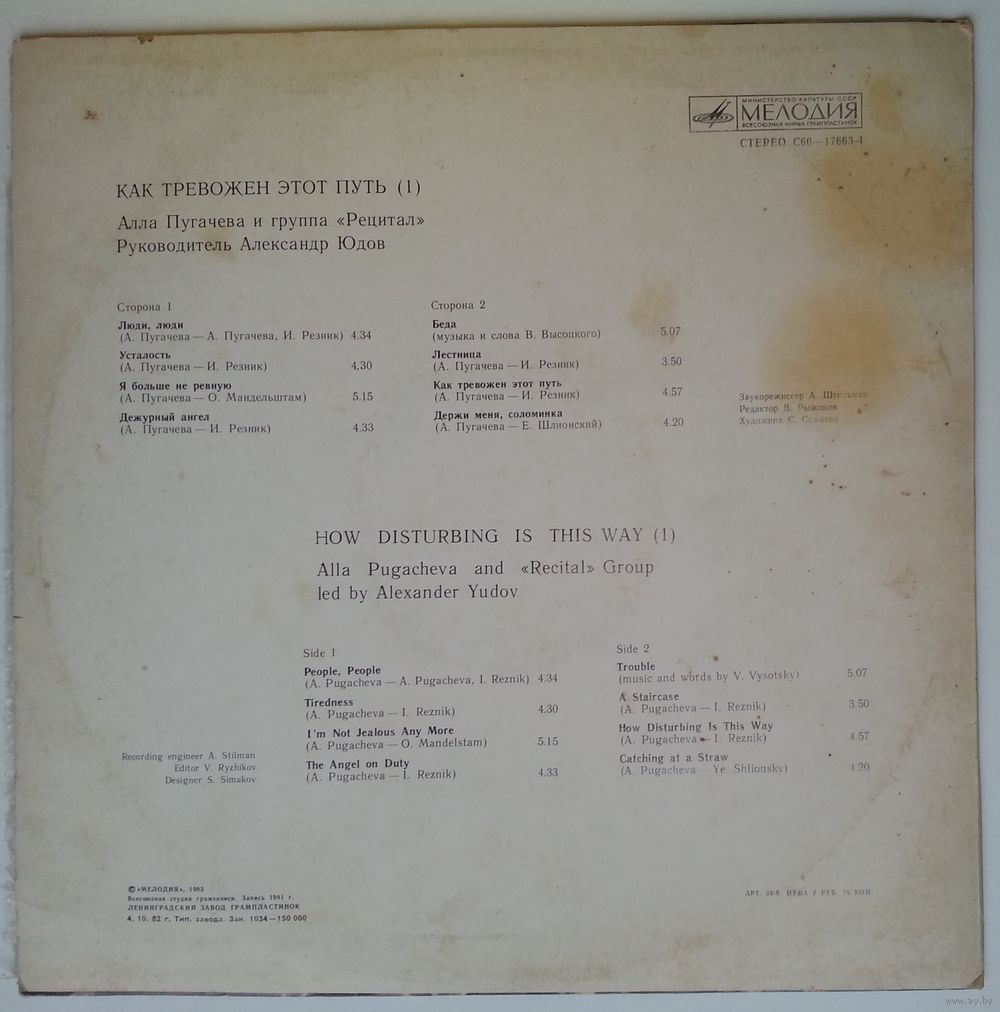 МИНИСТЕРСТВО КУЛЬТУРЫ СССР
МЕЛОДИЯ
ВСЕСОЮЗНАЯ ФИРМА ГРАМПЛАСТИНОК
СТЕРЕО С60—17663-4
КАК ТРЕВОЖЕН ЭТОТ ПУТЬ (1)
Алла Пугачева и группа «Рецитал»
Руководитель Александр Юдов
Сторона 1
Люди, люди
(А. Пугачева — А. Пугачева, И. Резник) 4.34
Усталость
(А. Пугачева — И. Резник) 4.30
Я больше не ревную
(А. Пугачева — О. Мандельштам) 5.15
Дежурный ангел
(А. Пугачева — И. Резник) 4.33
Сторона 2
Беда
(музыка и слова В. Высоцкого) 5.07
Лестница
(А. Пугачева — И. Резник) 3.50
Как тревожен этот путь
(А. Пугачева — И. Резник) 4.57
Держи меня, соломинка
(А. Пугачева — Е. Шлионский) 4.20
Звукорежиссер А. Штильман
Редактор В. Рыжиков
Художник С.
HOW DISTURBING IS THIS WAY (1)
Alla Pugacheva and «Recital» Group
led by Alexander Yudov
Side 1
People, People
(A. Pugacheva — A. Pugacheva, I. Reznik) 4.34
Tiredness
(A. Pugacheva — I. Reznik) 4.30
I'm Not Jealous Any More
(A. Pugacheva — O. Mandelstam) 5.15
The Angel on Duty
(A. Pugacheva — I. Reznik) 4.33
Side 2
Trouble
(music and words by V. Vysotsky) 5.07
A Staircase
(A. Pugacheva — I. Reznik) 3.50
How Disturbing Is This Way
(A. Pugacheva — I. Reznik) 4.57
Catching at a Straw
(A. Pugacheva — Ye. Shlionsky) 4.20
Recording engineer A. Stilman
Editor V. Ryzhikov
Designer S. Simakov
© «МЕЛОДИЯ», 1983
Всесоюзная студия грамзаписи. Запись 1981 г.
ЛЕНИНГРАДСКИЙ ЗАВОД ГРАМПЛАСТИНОК
4. 10. 82 г. Тип. завода. Зак. 1034—150 000
АРТ. 36-9. ЦЕНА 2 РУБ. 15 КОП.
www.ay.by